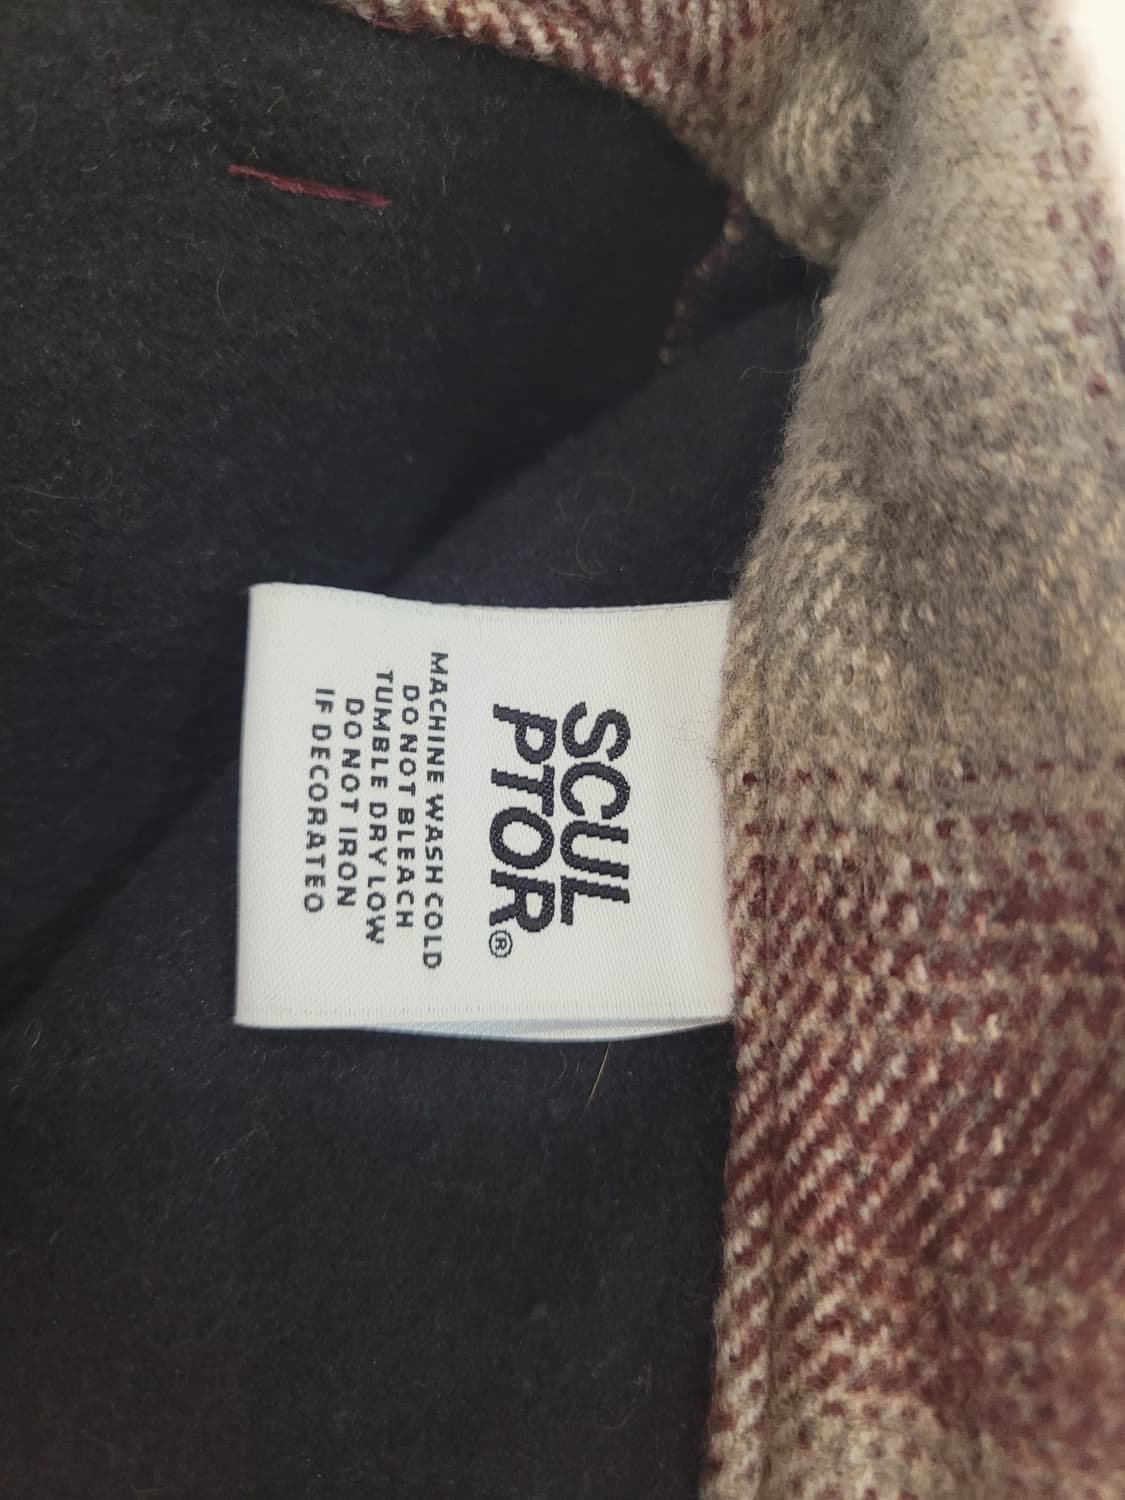 SCUL
PTOR®
MACHINE WASH COLD
DO NOT BLEACH
TUMBLE DRY LOW
DO NOT IRON
IF DECORATED